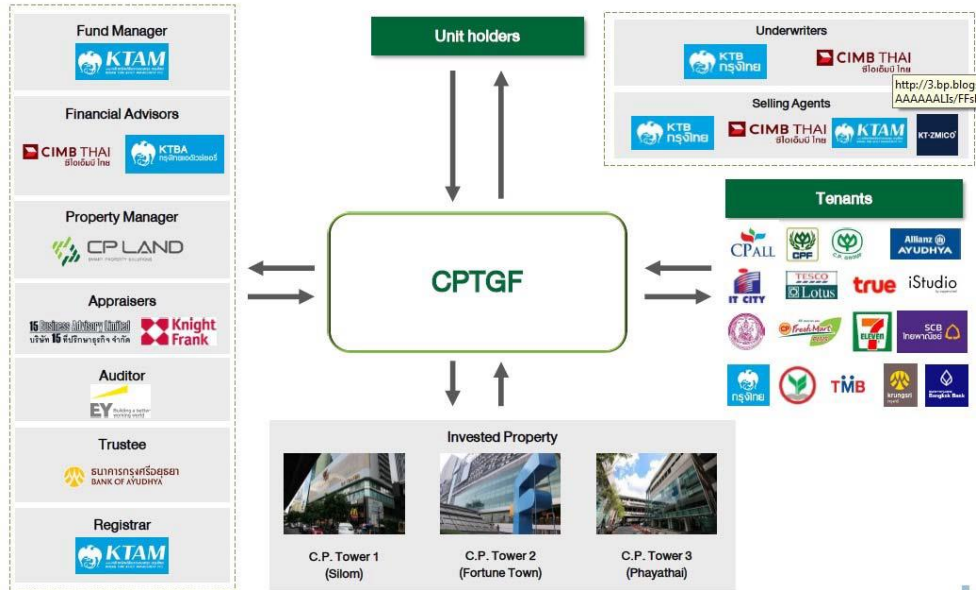 Fund Manager
KTAM
Financial Advisors
CIMB THAI
ซีไอเอ็มบี ไทย
KTBA
Property Manager
CP LAND
Appraisers
15 Business Advisory Limited
บริษัท 15 ที่ปรึกษาธุรกิจ จำกัด
Knight
Frank
Auditor
EY
Building a better
working world
Trustee
ธนาคารกรุงศรีอยุธยา
BANK OF AYUDHYA
Registrar
KTAM
Unit holders
CPTGF
Invested Property
C.P. Tower 1
(Silom)
C.P. Tower 2
(Fortune Town)
C.P. Tower 3
(Phayathai)
Underwriters
KTB
กรุงไทย
CIMB THAI
ซีไอเอ็มบี ไทย
http://3.bp.blog
Selling Agents
KTB
กรุงไทย
CIMB THAI
ซีไอเอ็มบี ไทย
KTAM
KT-ZMICO
Tenants
CPALL
CPF
Allianz
AYUDHYA
IT CITY
TESCO
Lotus
true
iStudio
CP FreshMart
7
ELEVEN
SCB
ไทยพาณิชย์
กรุงไทย
TMB
krungsri
Bangkok Bank